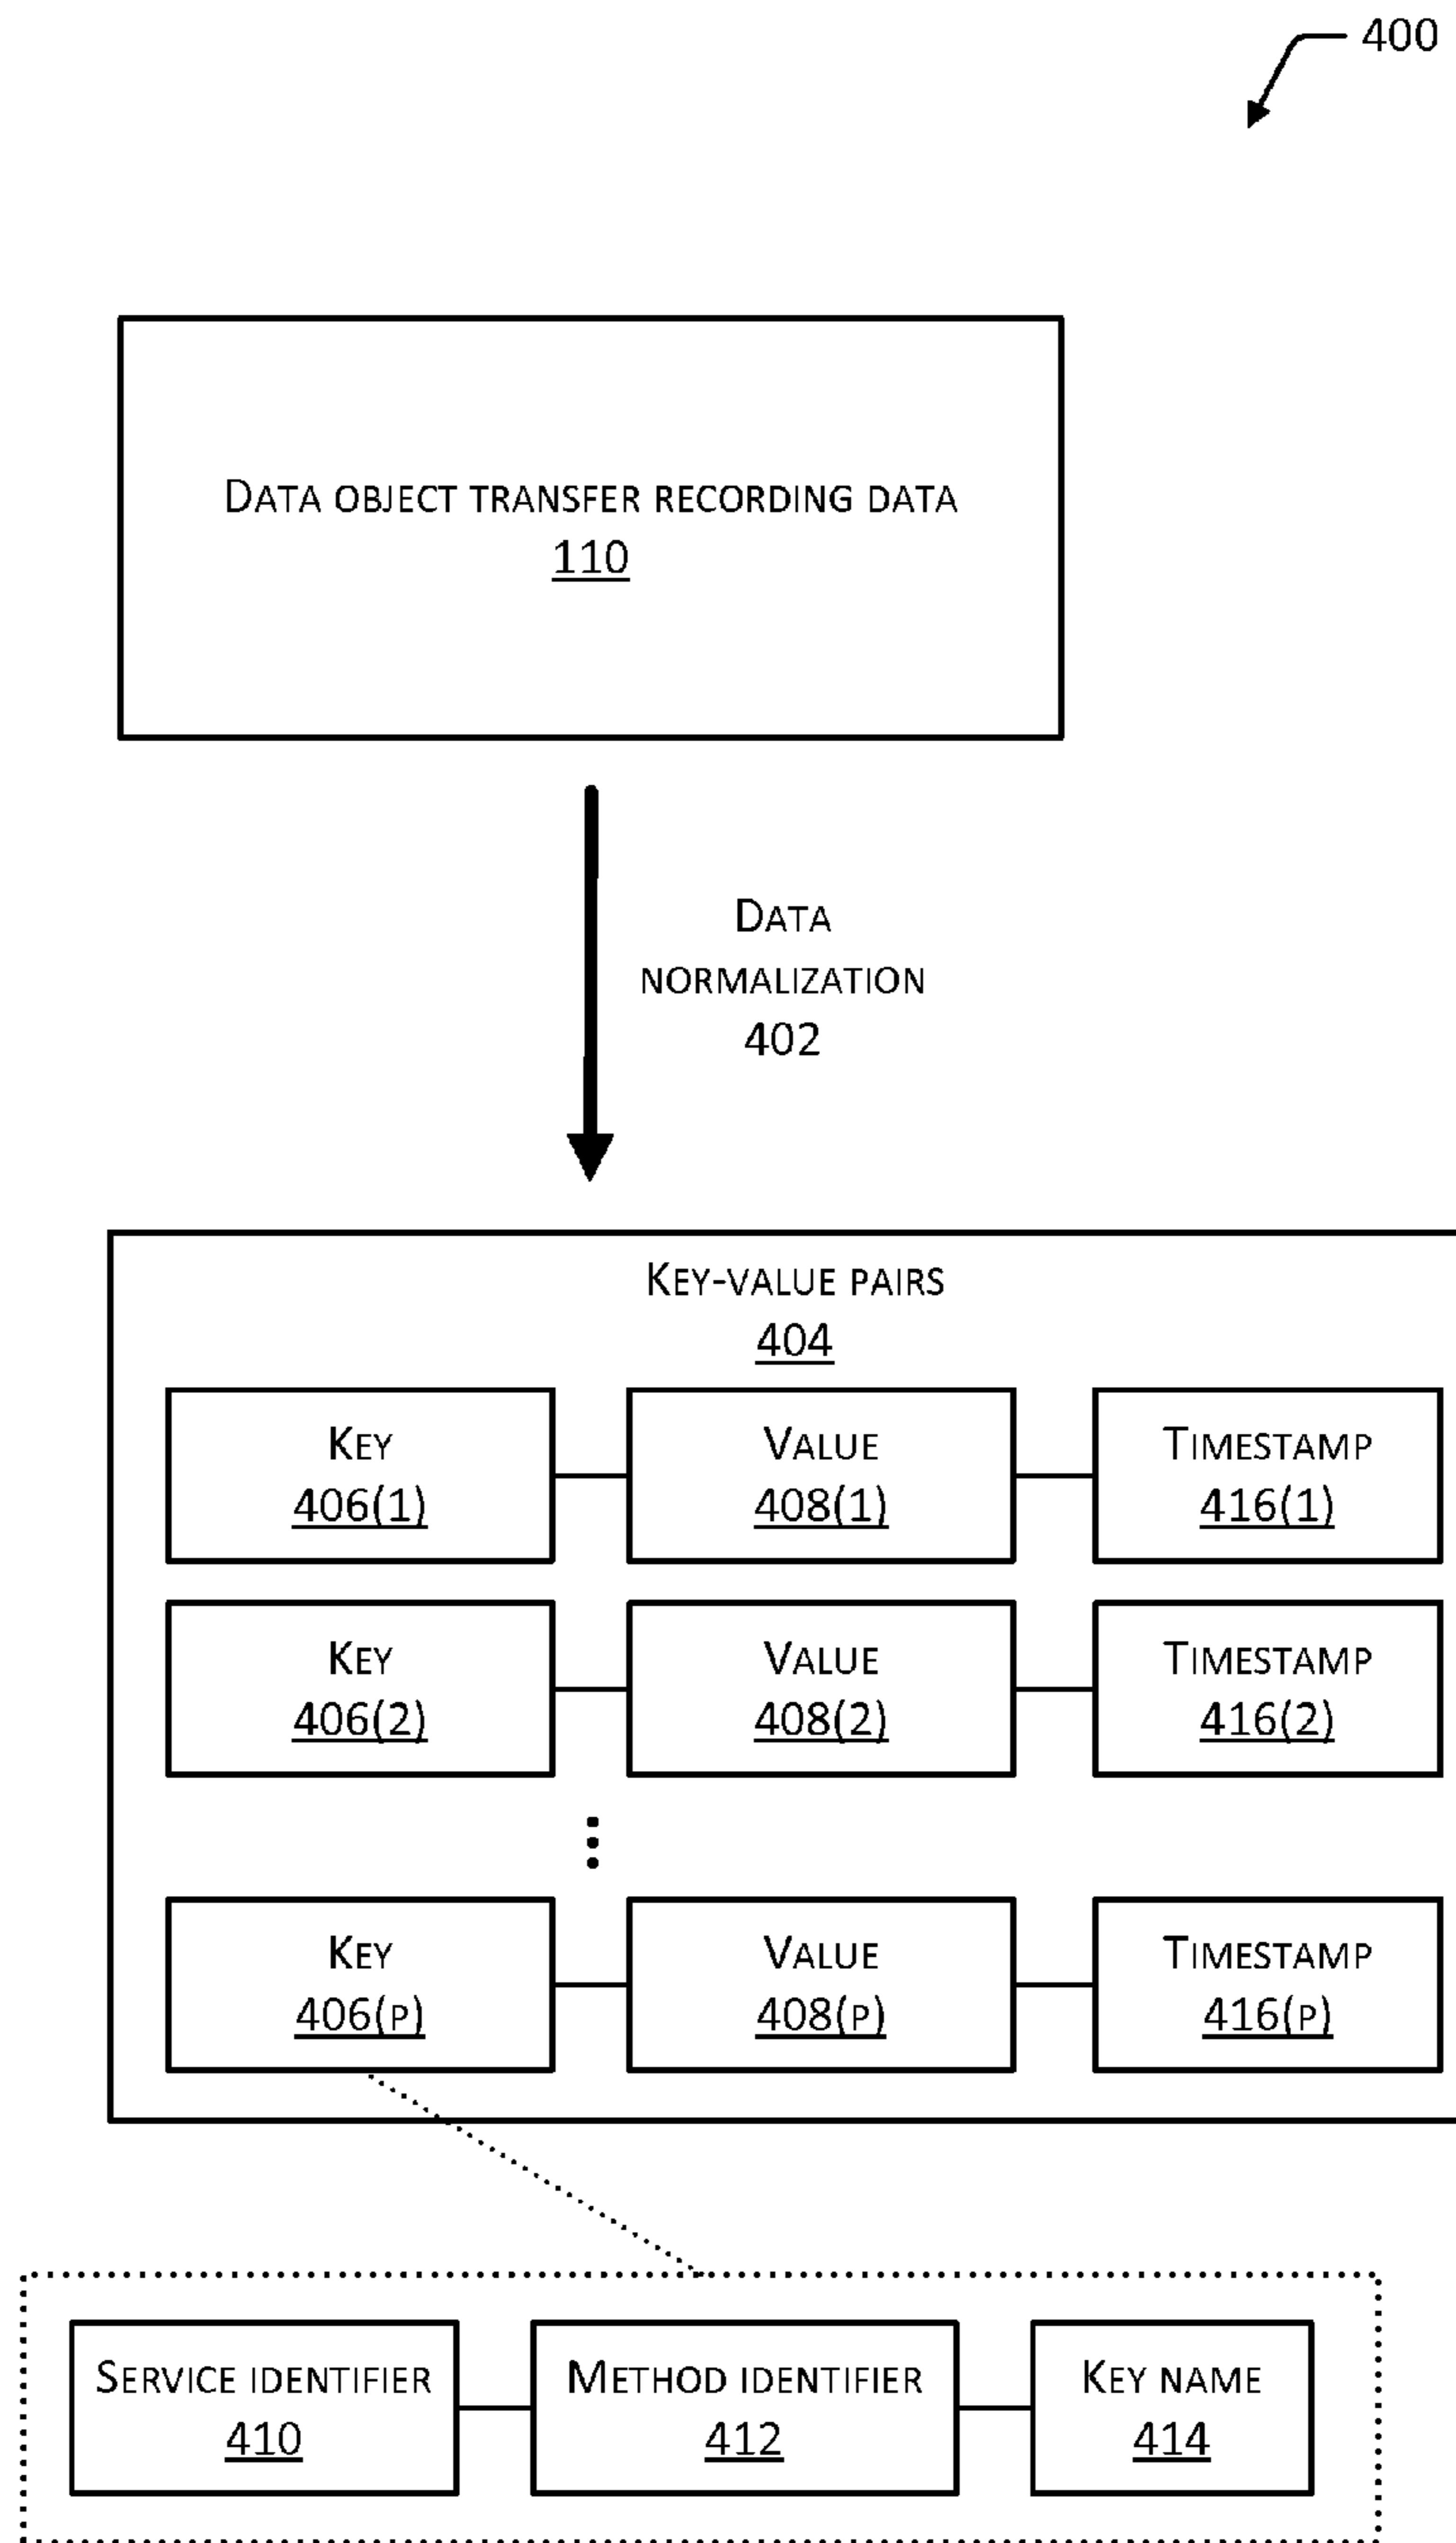 400
Data object transfer recording data
110
Data
normalization
402
Key-value pairs
404
Key
406(1)
Value
408(1)
Timestamp
416(1)
Key
406(2)
Value
408(2)
Timestamp
416(2)
Key
406(p)
Value
408(p)
Timestamp
416(p)
Service identifier
410
Method identifier
412
Key name
414